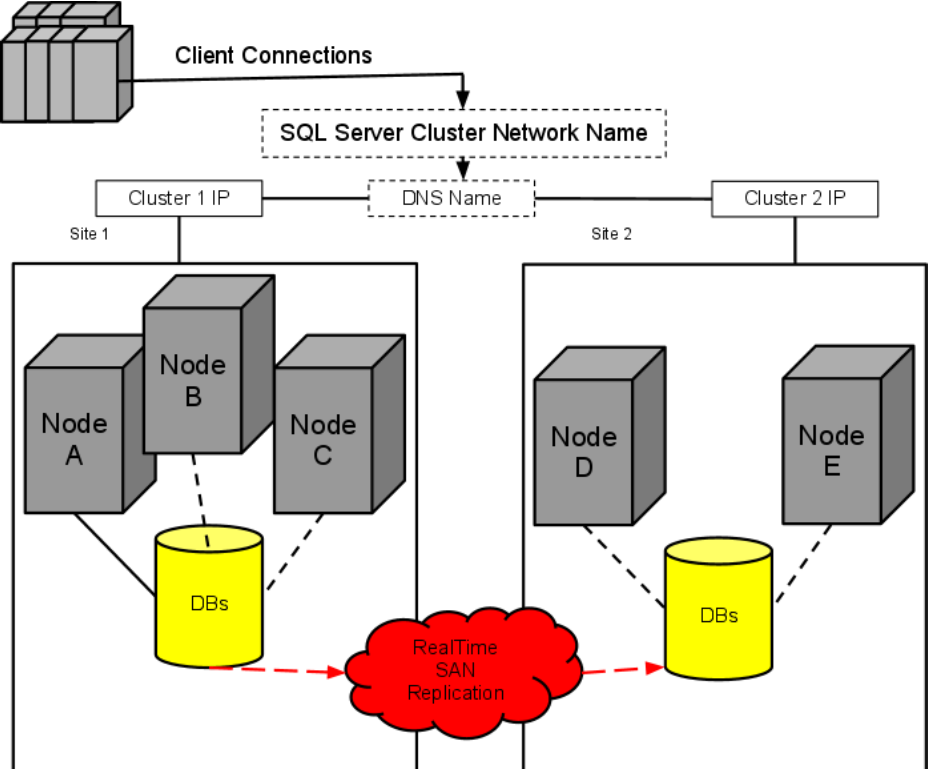 Client Connections
SQL Server Cluster Network Name
Cluster 1 IP
DNS Name
Cluster 2 IP
Site 1
Site 2
Node
A
Node
B
Node
C
Node
D
Node
E
DBs
DBs
RealTime
SAN
Replication